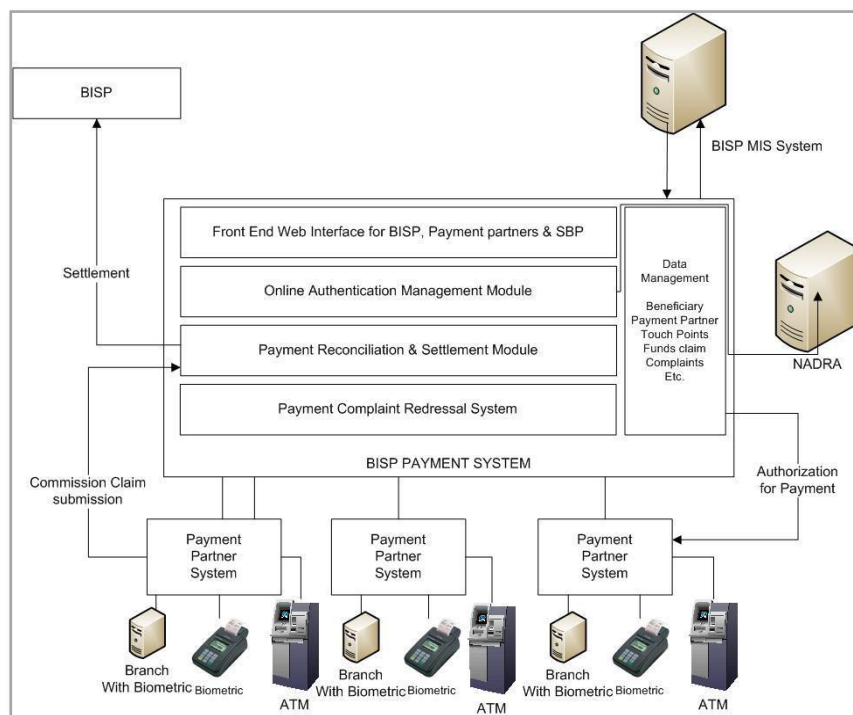 BISP
BISP MIS System
Front End Web Interface for BISP, Payment partners & SBP
Online Authentication Management Module
Payment Reconciliation & Settlement Module
Payment Complaint Redressal System
Data
Management
Beneficiary
Payment Partner
Touch Points
Funds claim
Complaints
Etc.
Settlement
NADRA
BISP PAYMENT SYSTEM
Commission Claim
submission
Authorization
for Payment
Payment
Partner
System
Payment
Partner
System
Payment
Partner
System
Branch
With Biometric
Biometric
ATM
Branch
With Biometric
Biometric
ATM
Branch
With Biometric
Biometric
ATM